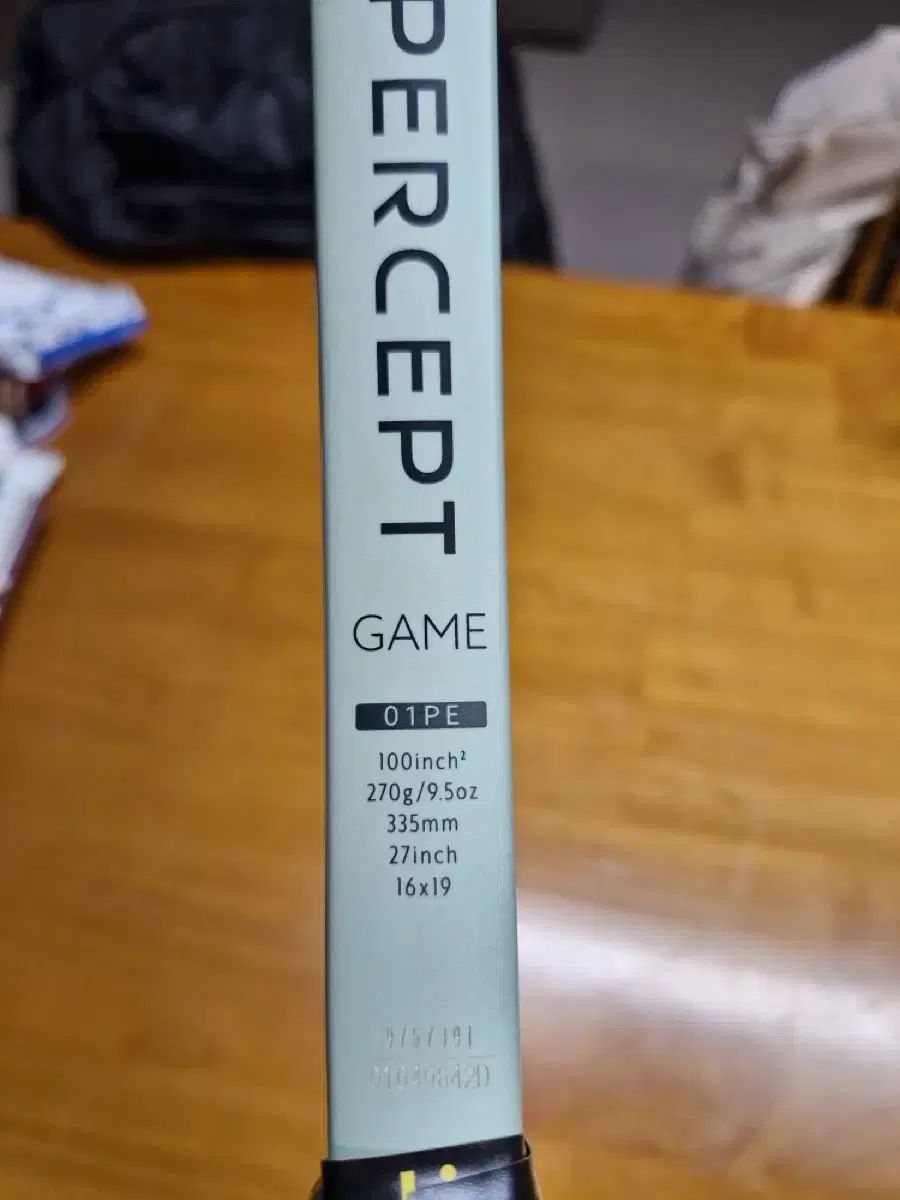 PERCEPT
GAME
01PE
100inch²
270g/9.5oz
335mm
27inch
16x19